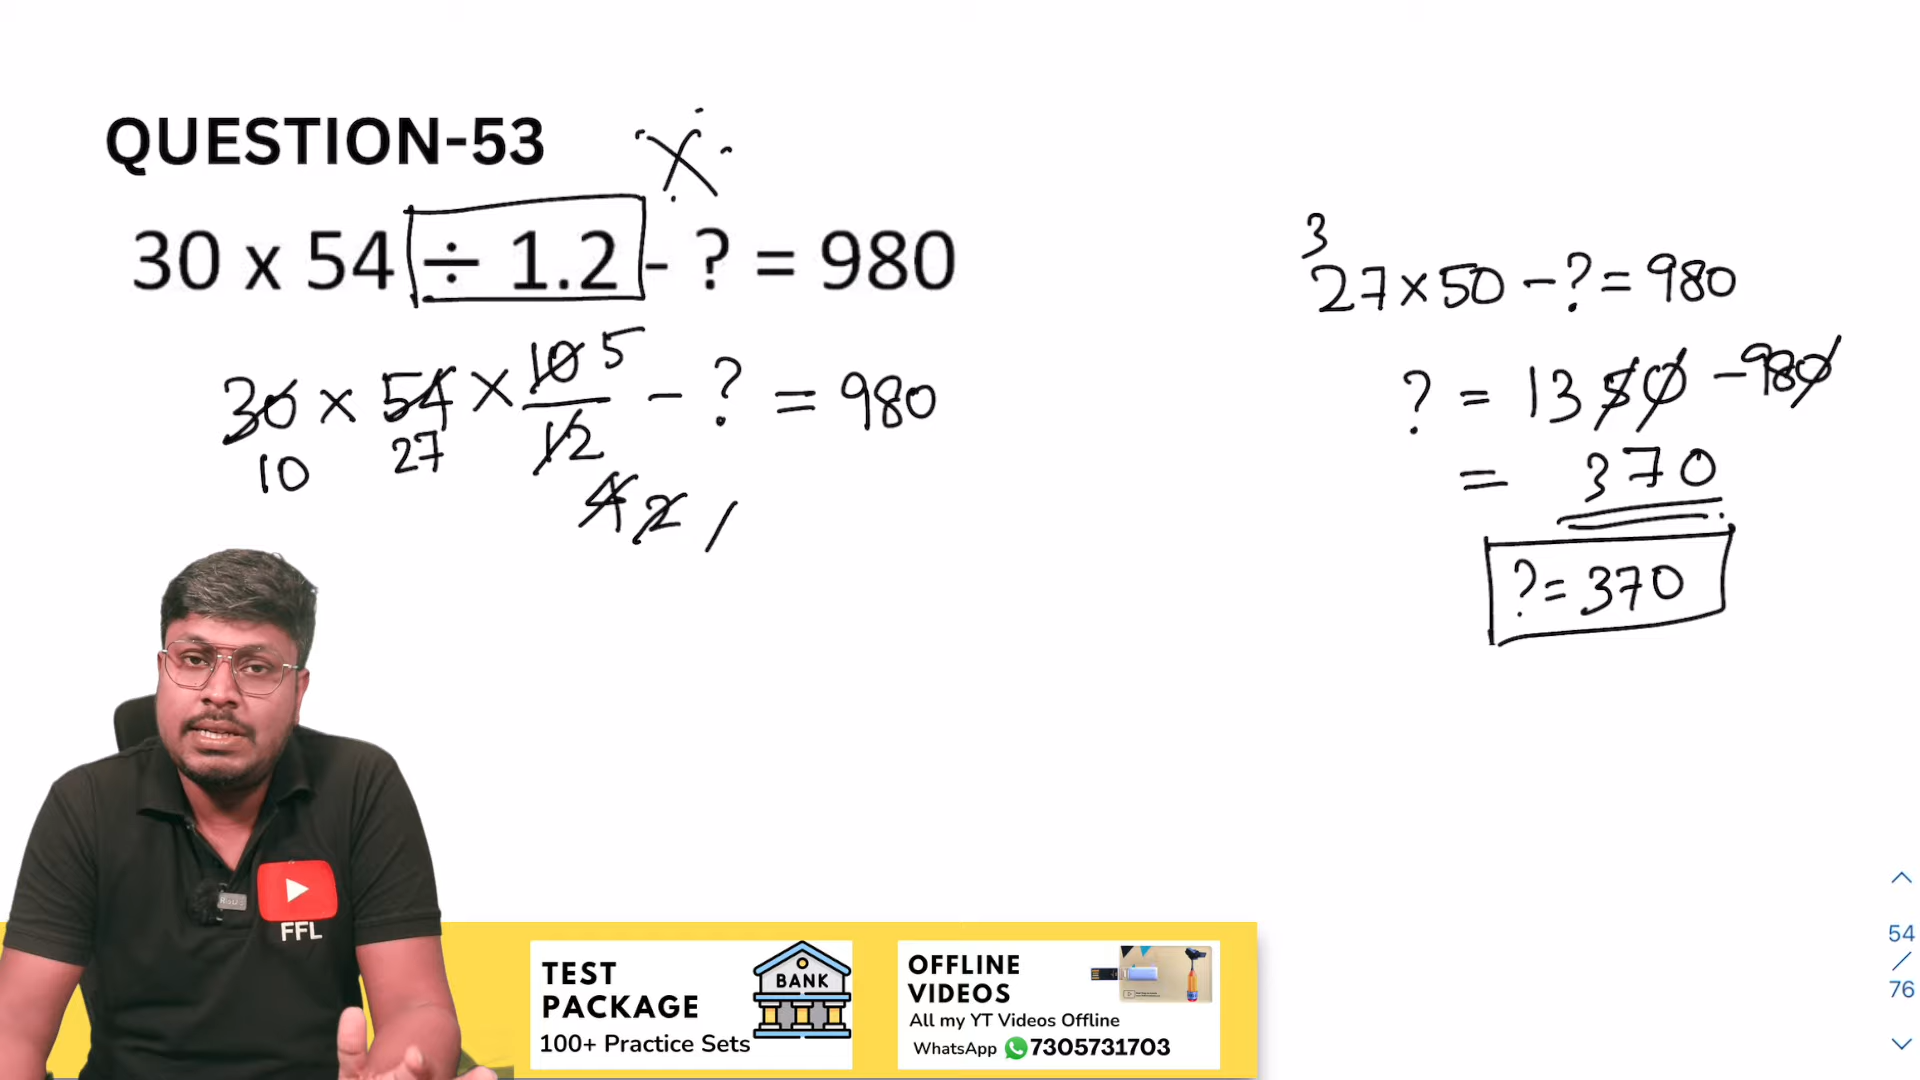 QUESTION-53
30 x 54 ÷ 1.2 - ? = 980
30 × 54 × 10 5 / 12 - ? = 980
10 27
4 2 /
3
27 × 50 - ? = 980
? = 1350 - 980
= 370
? = 370
FFL
TEST
PACKAGE
100+ Practice Sets
BANK
OFFLINE
VIDEOS
All my YT Videos Offline
WhatsApp 7305731703
54
/
76